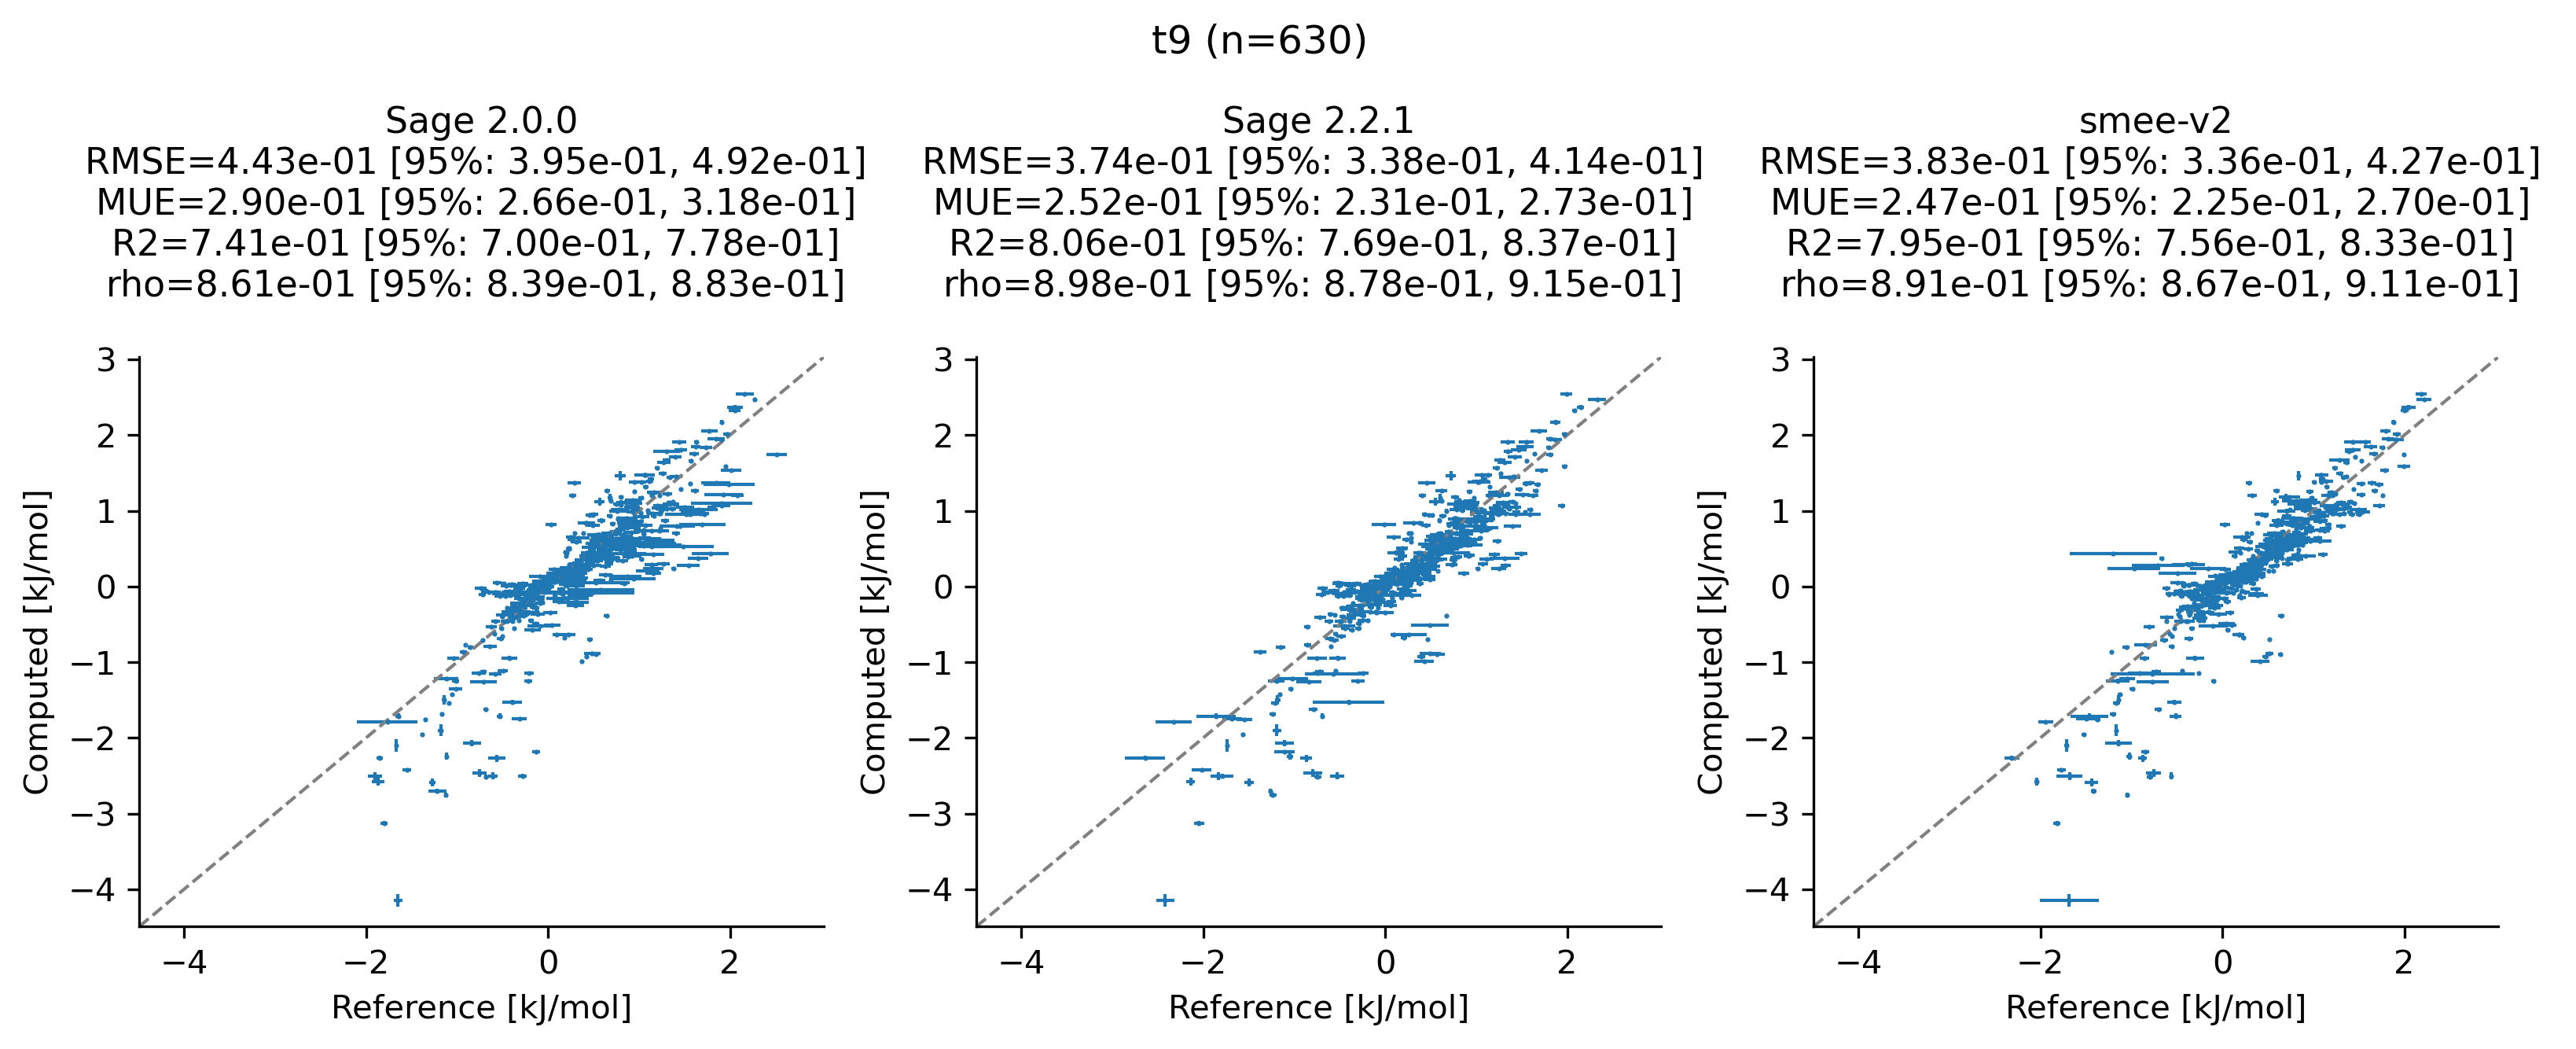 t9 (n=630)
Sage 2.0.0
RMSE=4.43e-01 [95%: 3.95e-01, 4.92e-01]
MUE=2.90e-01 [95%: 2.66e-01, 3.18e-01]
R2=7.41e-01 [95%: 7.00e-01, 7.78e-01]
rho=8.61e-01 [95%: 8.39e-01, 8.83e-01]
3
2
1
0
−1
−2
−3
−4
Computed [kJ/mol]
−4
−2
0
2
Reference [kJ/mol]
Sage 2.2.1
RMSE=3.74e-01 [95%: 3.38e-01, 4.14e-01]
MUE=2.52e-01 [95%: 2.31e-01, 2.73e-01]
R2=8.06e-01 [95%: 7.69e-01, 8.37e-01]
rho=8.98e-01 [95%: 8.78e-01, 9.15e-01]
3
2
1
0
−1
−2
−3
−4
Computed [kJ/mol]
−4
−2
0
2
Reference [kJ/mol]
smee-v2
RMSE=3.83e-01 [95%: 3.36e-01, 4.27e-01]
MUE=2.47e-01 [95%: 2.25e-01, 2.70e-01]
R2=7.95e-01 [95%: 7.56e-01, 8.33e-01]
rho=8.91e-01 [95%: 8.67e-01, 9.11e-01]
3
2
1
0
−1
−2
−3
−4
Computed [kJ/mol]
−4
−2
0
2
Reference [kJ/mol]